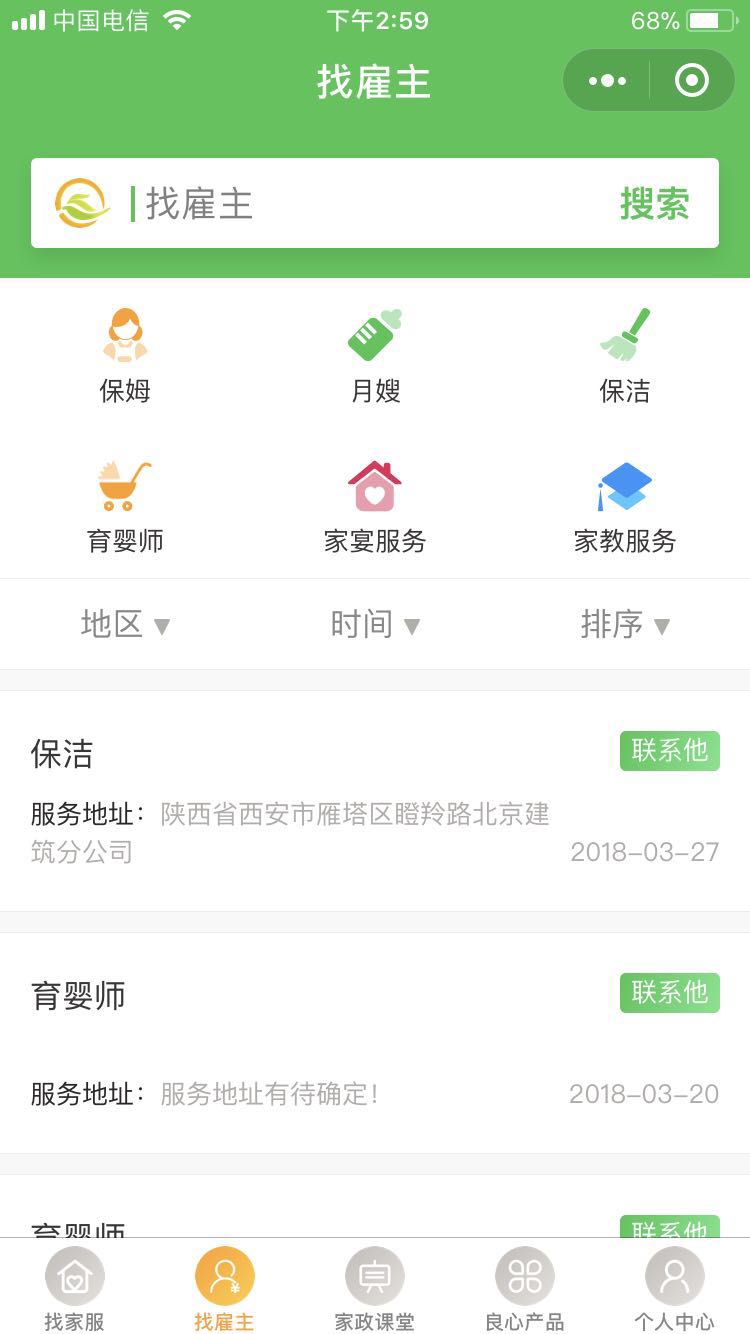 中国电信 下午2:59 68%
找雇主
找雇主 搜索
保姆 月嫂 保洁
育婴师 家宴服务 家教服务
地区 ▼ 时间 ▼ 排序 ▼
保洁 联系他
服务地址：陕西省西安市雁塔区瞪羚路北京建
筑分公司 2018-03-27
育婴师 联系他
服务地址：服务地址有待确定！ 2018-03-20
育婴师 联系他
找家服 找雇主 家政课堂 良心产品 个人中心